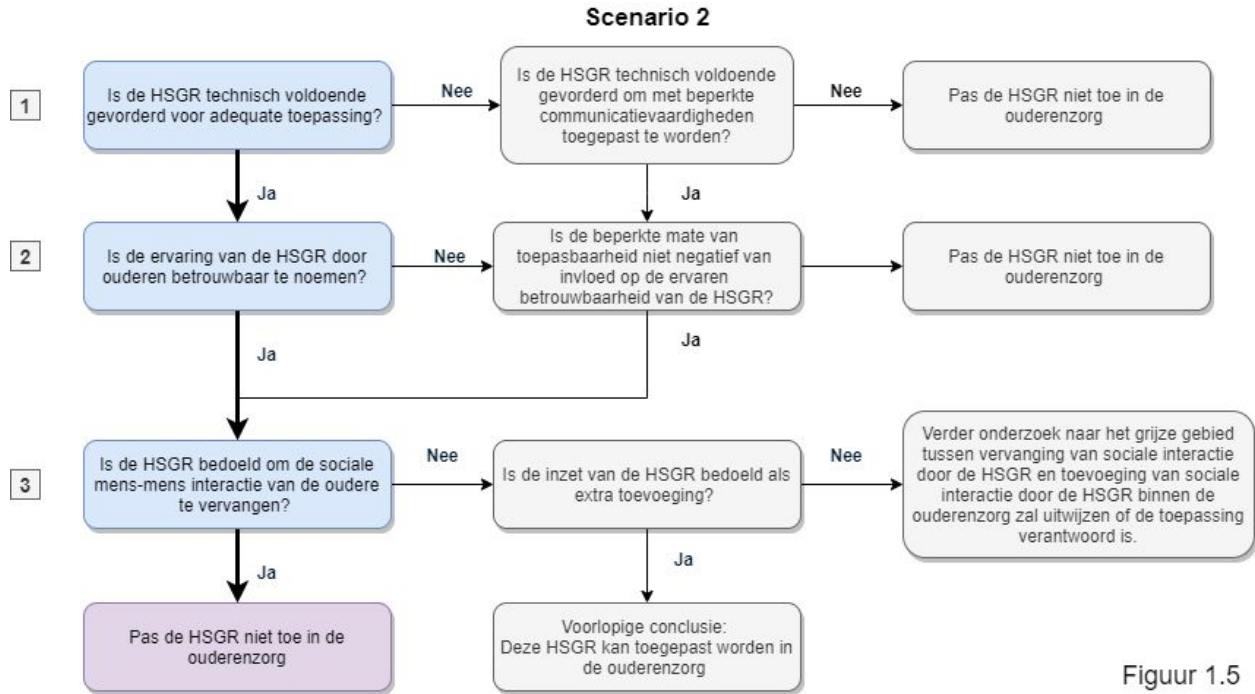 Scenario 2
1
Is de HSGR technisch voldoende
gevorderd voor adequate toepassing?
Nee
Is de HSGR technisch voldoende
gevorderd om met beperkte
communicatievaardigheden
toegepast te worden?
Nee
Pas de HSGR niet toe in de
ouderenzorg
Ja
Ja
2
Is de ervaring van de HSGR door
ouderen betrouwbaar te noemen?
Nee
Is de beperkte mate van
toepasbaarheid niet negatief van
invloed op de ervaren
betrouwbaarheid van de HSGR?
Pas de HSGR niet toe in de
ouderenzorg
Ja
Ja
3
Is de HSGR bedoeld om de sociale
mens-mens interactie van de oudere
te vervangen?
Nee
Is de inzet van de HSGR bedoeld als
extra toevoeging?
Nee
Verder onderzoek naar het grijze gebied
tussen vervanging van sociale interactie
door de HSGR en toevoeging van sociale
interactie door de HSGR binnen de
ouderenzorg zal uitwijzen of de toepassing
verantwoord is.
Ja
Ja
Pas de HSGR niet toe in de
ouderenzorg
Voorlopige conclusie:
Deze HSGR kan toegepast worden in
de ouderenzorg
Figuur 1.5